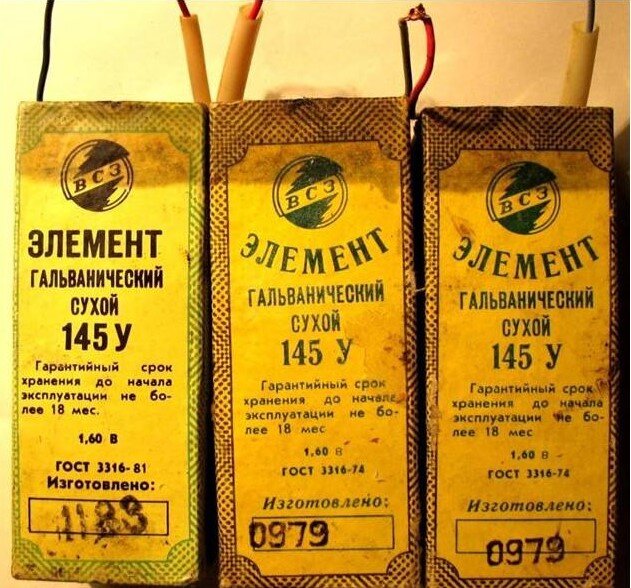 ВСЗ
ЭЛЕМЕНТ
ГАЛЬВАНИЧЕСКИЙ
СУХОЙ
145 У
Гарантийный срок
хранения до начала
эксплуатации не бо-
лее 18 мес.
1,60 В
ГОСТ 3316-81
Изготовлено:
1183
ВСЗ
ЭЛЕМЕНТ
ГАЛЬВАНИЧЕСКИЙ
СУХОЙ
145 У
Гарантийный срок
хранения до начала
эксплуатации не бо-
лее 18 мес
1,60 В
ГОСТ 3316-74
Изготовлено:
0979
ВСЗ
ЭЛЕМЕНТ
ГАЛЬВАНИЧЕСКИЙ
СУХОЙ
145 У
Гарантийный срок
хранения до начала
эксплуатации не бо-
лее 18 мес
1,60 В
ГОСТ 3316-74
Изготовлено:
0979